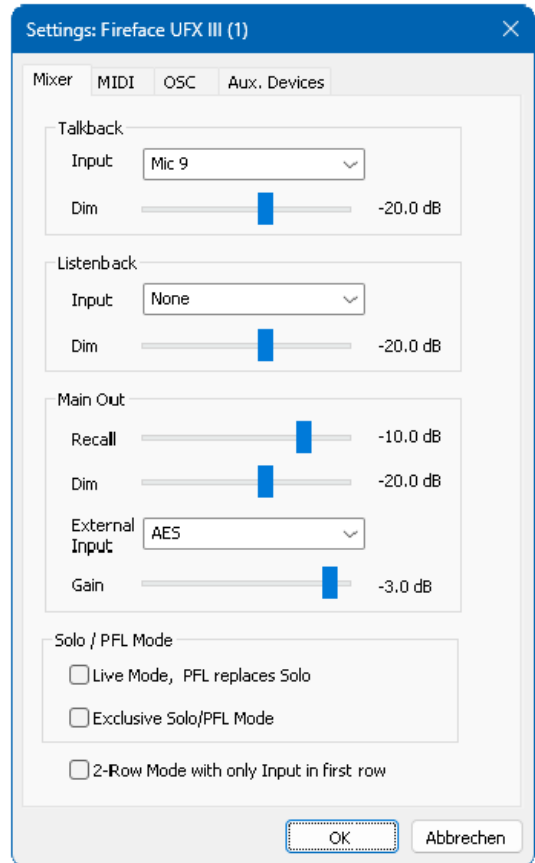 Settings: Fireface UFX III (1)
Mixer MIDI OSC Aux. Devices
Talkback
Input Mic 9
Dim -20.0 dB
Listenback
Input None
Dim -20.0 dB
Main Out
Recall -10.0 dB
Dim -20.0 dB
External
Input AES
Gain -3.0 dB
Solo / PFL Mode
Live Mode, PFL replaces Solo
Exclusive Solo/PFL Mode
2-Row Mode with only Input in first row
OK Abbrechen